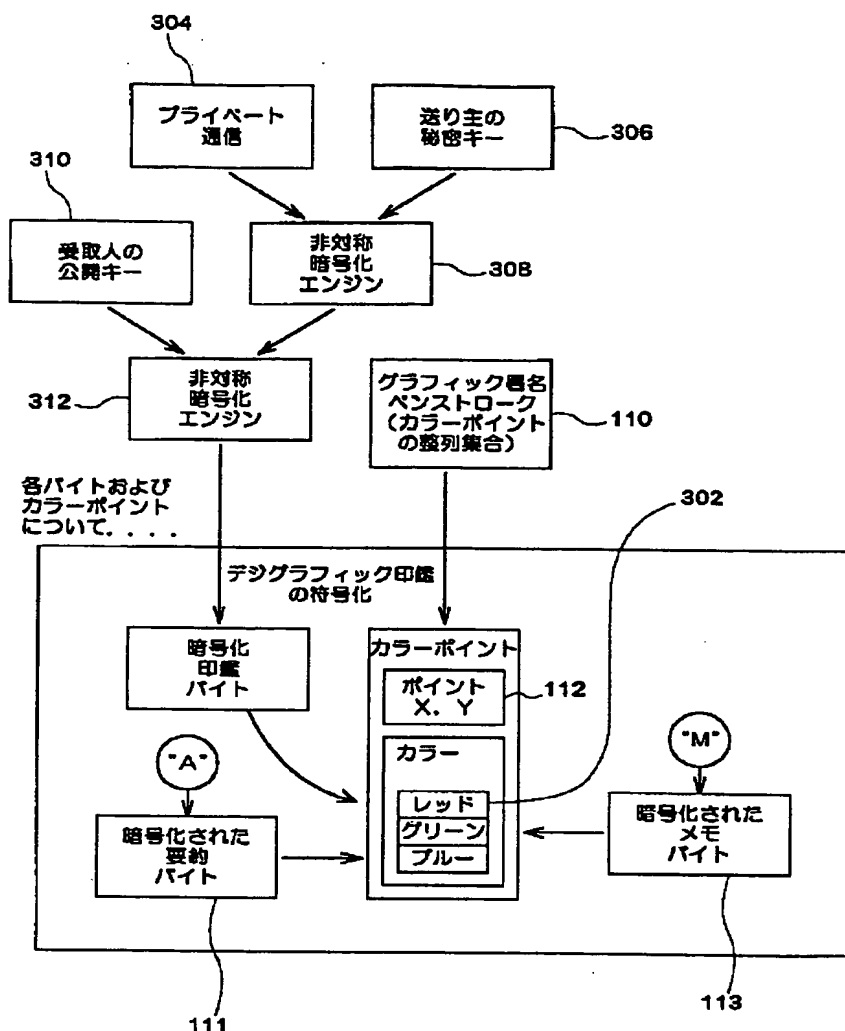 304
プライベート
通信
送り主の
秘密キー
306
310
受取人の
公開キー
非対称
暗号化
エンジン
308
312
非対称
暗号化
エンジン
グラフィック署名
ペンストローク
(カラーポイント
の整列集合)
110
各バイトおよび
カラーポイント
について....
302
デジグラフィック印鑑
の符号化
暗号化
印鑑
バイト
カラーポイント
ポイント
X. Y
112
カラー
レッド
グリーン
ブルー
"A"
暗号化された
要約
バイト
"M"
暗号化された
メモ
バイト
111
113